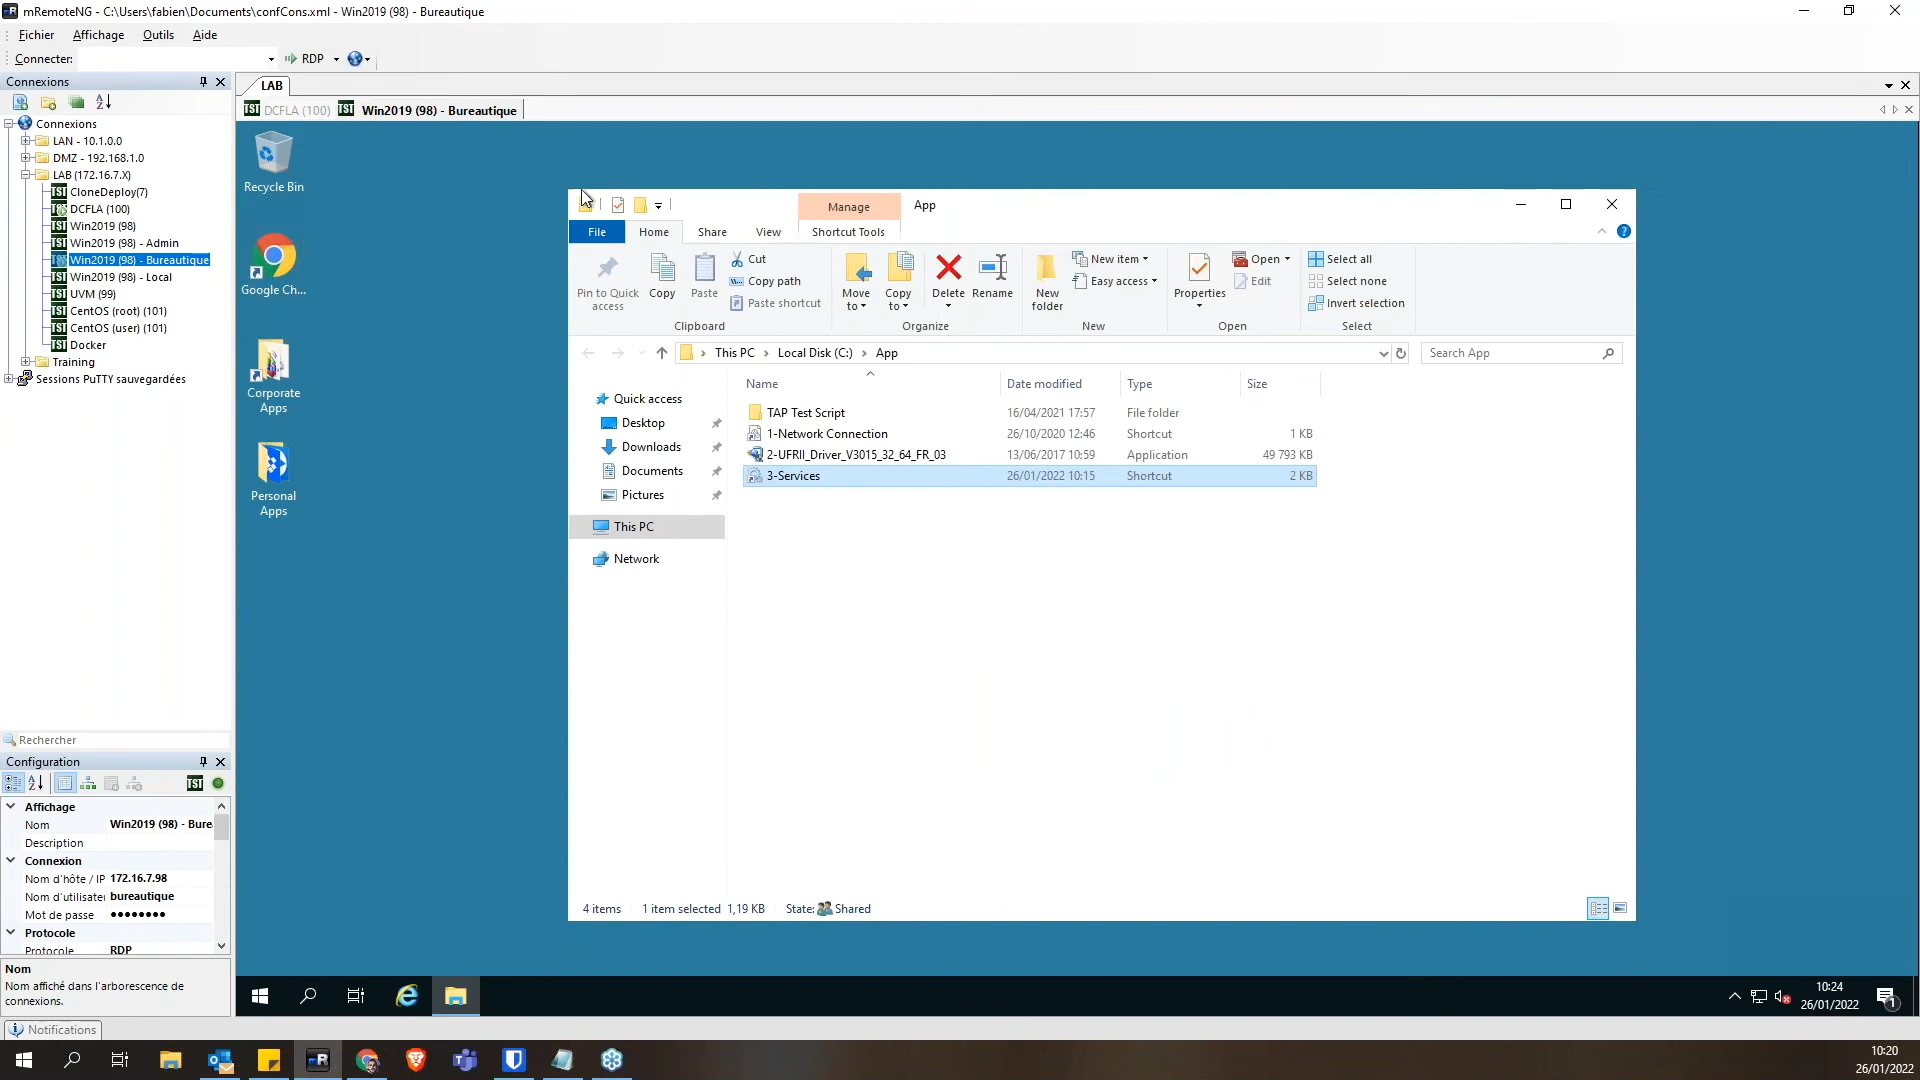 mRemoteNG - C:\Users\fabien\Documents\confCons.xml - Win2019 (98) - Bureautique
Fichier Affichage Outils Aide
Connecter: RDP
Connexions
LAB
DCFLA (100) Win2019 (98) - Bureautique
Connexions
LAN - 10.1.0.0
DMZ - 192.168.1.0
LAB (172.16.7.X)
CloneDeploy(7)
DCFLA (100)
Win2019 (98)
Win2019 (98) - Admin
Win2019 (98) - Bureautique
Win2019 (98) - Local
UVM (99)
CentOS (root) (101)
CentOS (user) (101)
Docker
Training
Sessions PuTTY sauvegardées
Rechercher
Configuration
Affichage
Nom Win2019 (98) - Bure
Description
Connexion
Nom d'hôte / IP 172.16.7.98
Nom d'utilisate bureautique
Mot de passe ●●●●●●●●
Protocole
Protocole RDP
Nom
Nom affiché dans l'arborescence de
connexions.
Notifications
Recycle Bin
Google Ch...
Corporate
Apps
Personal
Apps
Manage App
File Home Share View Shortcut Tools
Pin to Quick
access
Copy
Paste
Cut
Copy path
Paste shortcut
Clipboard
Move
to
Copy
to
Delete
Rename
Organize
New
folder
New item
Easy access
New
Properties
Open
Edit
Open
Select all
Select none
Invert selection
Select
This PC Local Disk (C:) App
Search App
Quick access
Desktop
Downloads
Documents
Pictures
This PC
Network
Name Date modified Type Size
TAP Test Script 16/04/2021 17:57 File folder
1-Network Connection 26/10/2020 12:46 Shortcut 1 KB
2-UFRII_Driver_V3015_32_64_FR_03 13/06/2017 10:59 Application 49 793 KB
3-Services 26/01/2022 10:15 Shortcut 2 KB
4 items 1 item selected 1,19 KB State: Shared
10:24
26/01/2022
1
10:20
26/01/2022